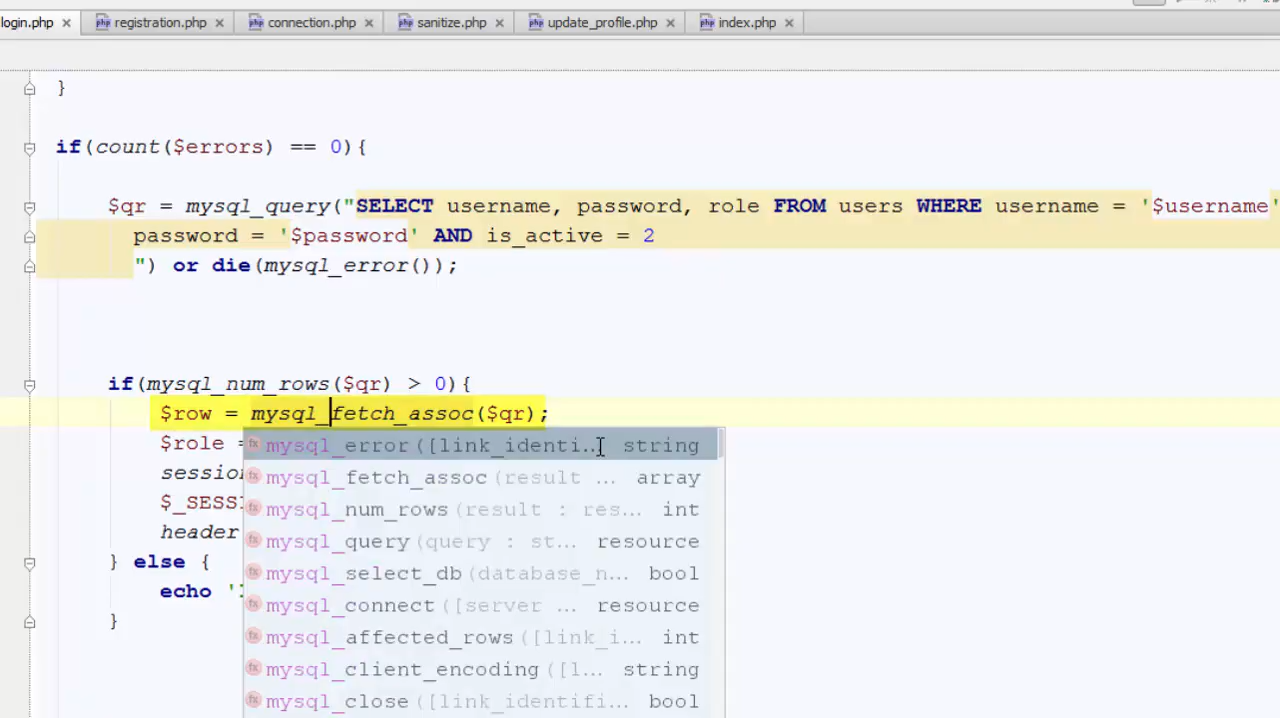 login.php registration.php connection.php sanitize.php update_profile.php index.php
}
if(count($errors) == 0){
$qr = mysql_query("SELECT username, password, role FROM users WHERE username = '$username'
password = '$password' AND is_active = 2
") or die(mysql_error());
if(mysql_num_rows($qr) > 0){
$row = mysql_fetch_assoc($qr);
$role =
mysql_error([link_identi... string
session
mysql_fetch_assoc(result ... array
$_SESS
mysql_num_rows(result : res... int
header
mysql_query(query : st... resource
} else {
mysql_select_db(database_n... bool
echo '
mysql_connect([server ... resource
}
mysql_affected_rows([link_i... int
mysql_client_encoding([l... string
mysql_close([link_identifi... bool